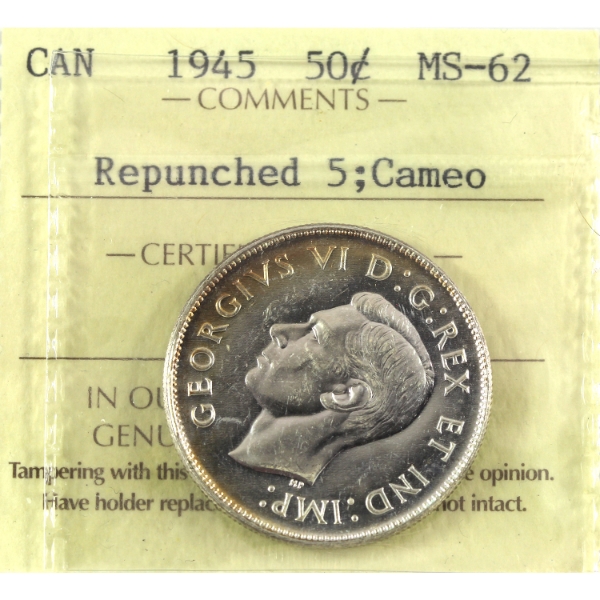 CAN 1945 50¢ MS-62
— COMMENTS —
Repunched 5;Cameo
— CERTIFI —
GEORGIVS VI D:G:REX ET IND:IMP:
IN OU
GENU
Tampering with this e opinion.
Have holder replac not intact.